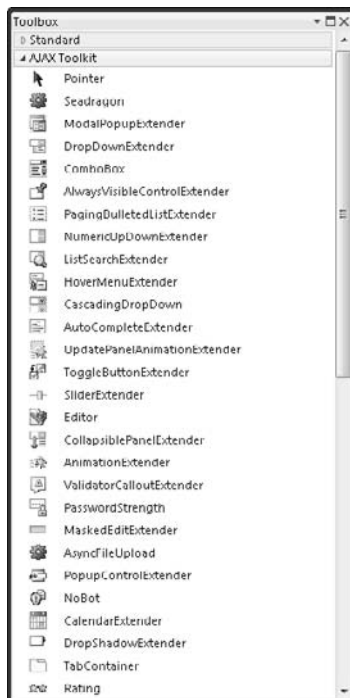 Toolbox
Standard
AJAX Toolkit
Pointer
Seadragon
ModalPopupExtender
DropDownExtender
ComboBox
AlwaysVisibleControlExtender
PagingBulletedListExtender
NumericUpDownExtender
ListSearchExtender
HoverMenuExtender
CascadingDropDown
AutoCompleteExtender
UpdatePanelAnimationExtender
ToggleButtonExtender
SliderExtender
Editor
CollapsiblePanelExtender
AnimationExtender
ValidatorCalloutExtender
PasswordStrength
MaskedEditExtender
AsyncFileUpload
PopupControlExtender
NoBot
CalendarExtender
DropShadowExtender
TabContainer
Rating